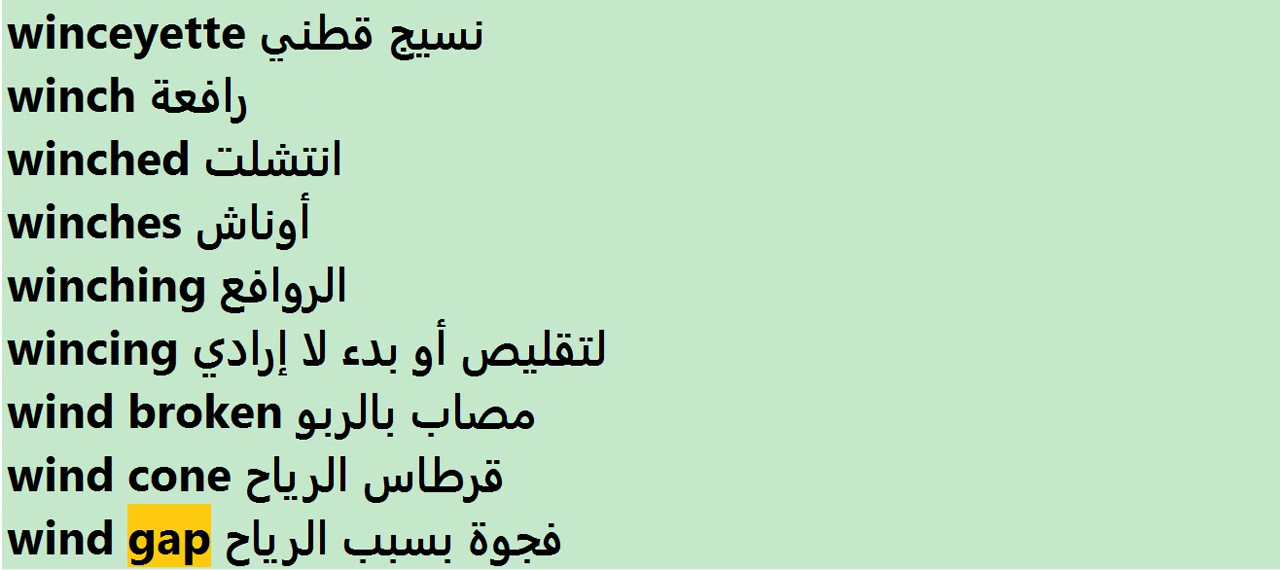 winceyette نسيج قطني
winch رافعة
winched انتشلت
winches أوناش
winching الروافع
wincing لتقليص أو بدء لا إرادي
wind broken مصاب بالربو
wind cone قرطاس الرياح
wind gap فجوة بسبب الرياح